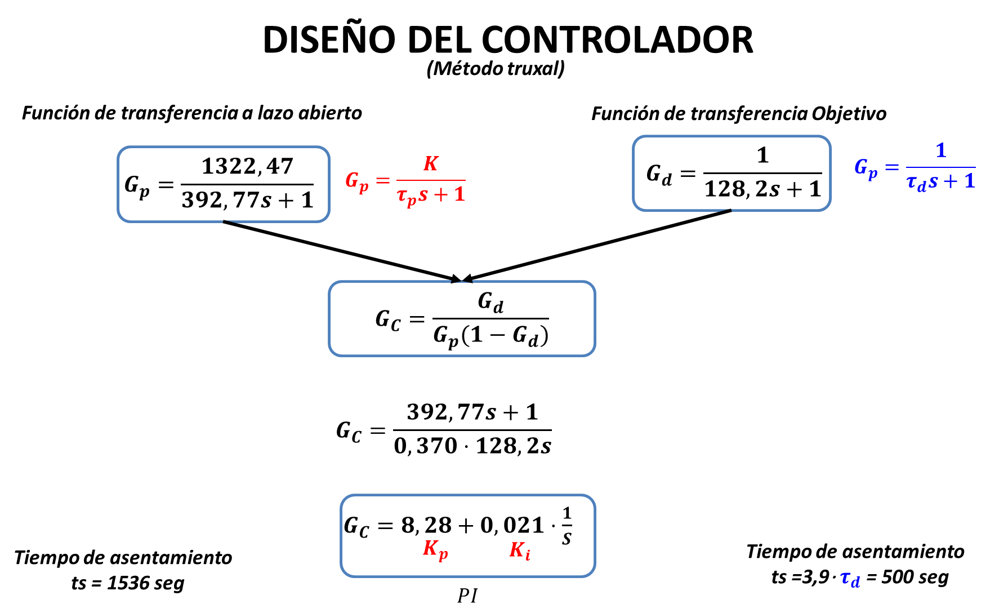 DISEÑO DEL CONTROLADOR
(Método truxal)
Función de transferencia a lazo abierto
Función de transferencia Objetivo
G_p = 1322,47 / (392,77s + 1)
G_p = K / (τ_p s + 1)
G_d = 1 / (128,2s + 1)
G_p = 1 / (τ_d s + 1)
G_C = G_d / (G_p(1 − G_d))
G_C = (392,77s + 1) / (0,370 · 128,2s)
G_C = 8,28 + 0,021 · 1/s
K_p K_i
Tiempo de asentamiento
ts = 1536 seg
Tiempo de asentamiento
ts =3,9· τ_d = 500 seg
PI